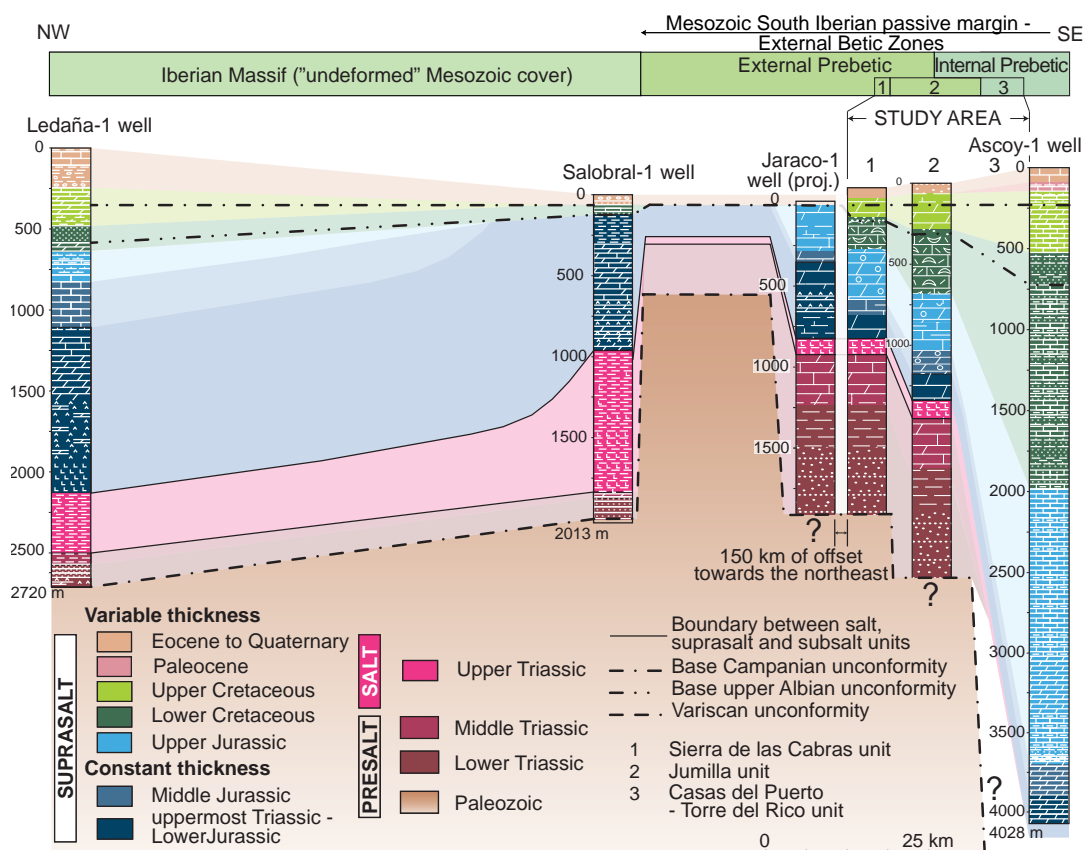 NW
Mesozoic South Iberian passive margin -
External Betic Zones
SE
Iberian Massif ("undeformed" Mesozoic cover)
External Prebetic
Internal Prebetic
1
2
3
STUDY AREA
Ledaña-1 well
Salobral-1 well
Jaraco-1
well (proj.)
1
2
3
Ascoy-1 well
0
500
1000
1500
2000
2500
2720 m
0
500
1000
1500
2013 m
0
500
1000
1500
0
500
1000
0
500
1000
1500
2000
2500
3000
3500
4000
4028 m
?
?
?
150 km of offset
towards the northeast
SUPRASALT
Variable thickness
Eocene to Quaternary
Paleocene
Upper Cretaceous
Lower Cretaceous
Upper Jurassic
Constant thickness
Middle Jurassic
uppermost Triassic -
LowerJurassic
SALT
Upper Triassic
PRESALT
Middle Triassic
Lower Triassic
Paleozoic
Boundary between salt,
suprasalt and subsalt units
Base Campanian unconformity
Base upper Albian unconformity
Variscan unconformity
1 Sierra de las Cabras unit
2 Jumilla unit
3 Casas del Puerto
- Torre del Rico unit
0 25 km